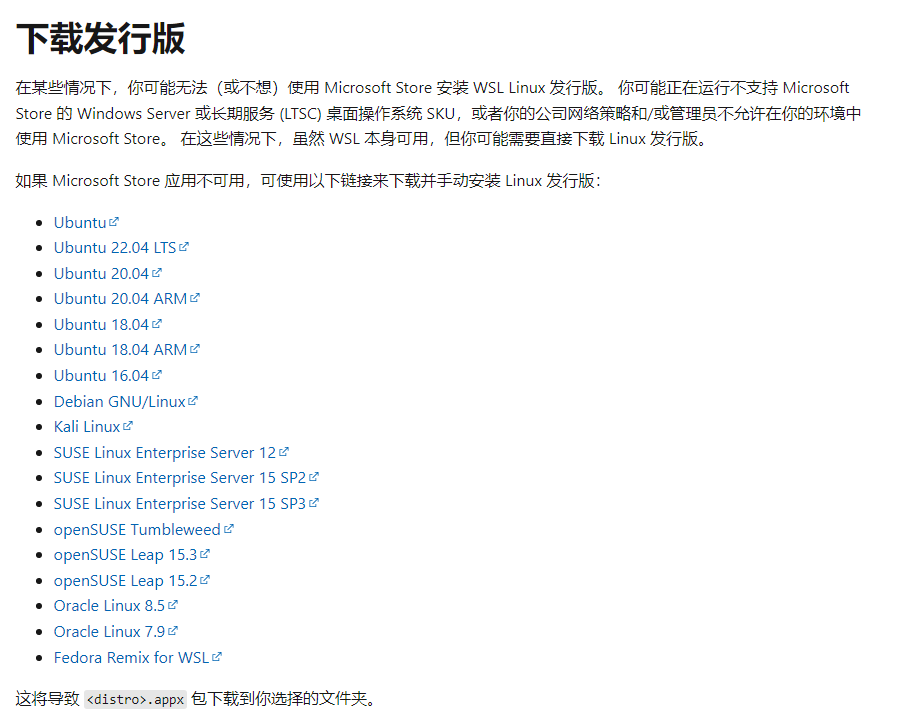 下载发行版
在某些情况下，你可能无法（或不想）使用 Microsoft Store 安装 WSL Linux 发行版。 你可能正在运行不支持 Microsoft
Store 的 Windows Server 或长期服务 (LTSC) 桌面操作系统 SKU，或者你的公司网络策略和/或管理员不允许在你的环境中
使用 Microsoft Store。 在这些情况下，虽然 WSL 本身可用，但你可能需要直接下载 Linux 发行版。
如果 Microsoft Store 应用不可用，可使用以下链接来下载并手动安装 Linux 发行版：
Ubuntu
Ubuntu 22.04 LTS
Ubuntu 20.04
Ubuntu 20.04 ARM
Ubuntu 18.04
Ubuntu 18.04 ARM
Ubuntu 16.04
Debian GNU/Linux
Kali Linux
SUSE Linux Enterprise Server 12
SUSE Linux Enterprise Server 15 SP2
SUSE Linux Enterprise Server 15 SP3
openSUSE Tumbleweed
openSUSE Leap 15.3
openSUSE Leap 15.2
Oracle Linux 8.5
Oracle Linux 7.9
Fedora Remix for WSL
这将导致 <distro>.appx 包下载到你选择的文件夹。